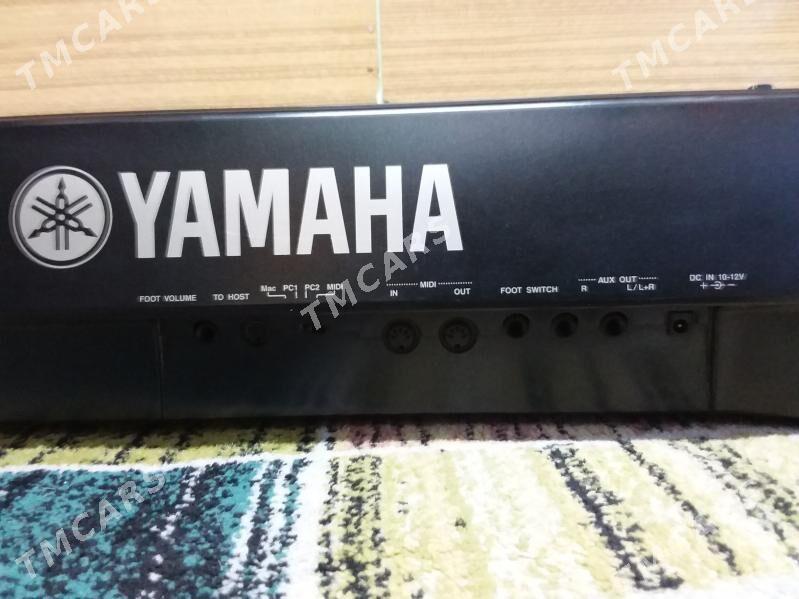 TMCARS TMCARS
YAMAHA
TMCARS
Mac PC1 PC2 MIDI MIDI AUX OUT DC IN 10-12V
FOOT VOLUME TO HOST IN OUT FOOT SWITCH R L/L+R
TMCARS TMCARS